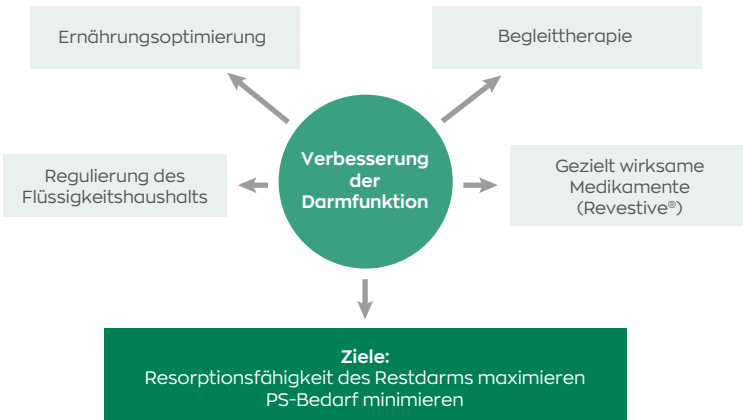 Ernährungsoptimierung
Begleittherapie
Verbesserung
der
Darmfunktion
Regulierung des
Flüssigkeitshaushalts
Gezielt wirksame
Medikamente
(Revestive®)
Ziele:
Resorptionsfähigkeit des Restdarms maximieren
PS-Bedarf minimieren